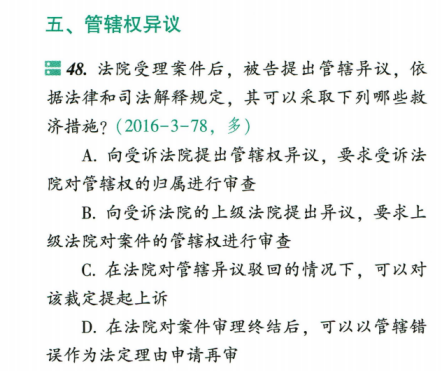 五、管辖权异议
48. 法院受理案件后，被告提出管辖异议，依
据法律和司法解释规定，其可以采取下列哪些救
济措施？（2016-3-78，多）
A. 向受诉法院提出管辖权异议，要求受诉法
院对管辖权的归属进行审查
B. 向受诉法院的上级法院提出异议，要求上
级法院对案件的管辖权进行审查
C. 在法院对管辖异议驳回的情况下，可以对
该裁定提起上诉
D. 在法院对案件审理终结后，可以以管辖错
误作为法定理由申请再审